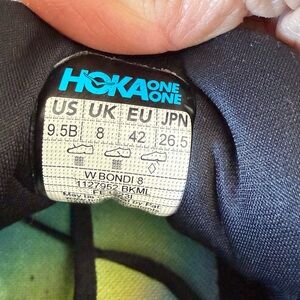 HOKA ONE ONE
US UK EU JPN
9.5B 8 42 26.5
W BONDI 8
1127952 BKML